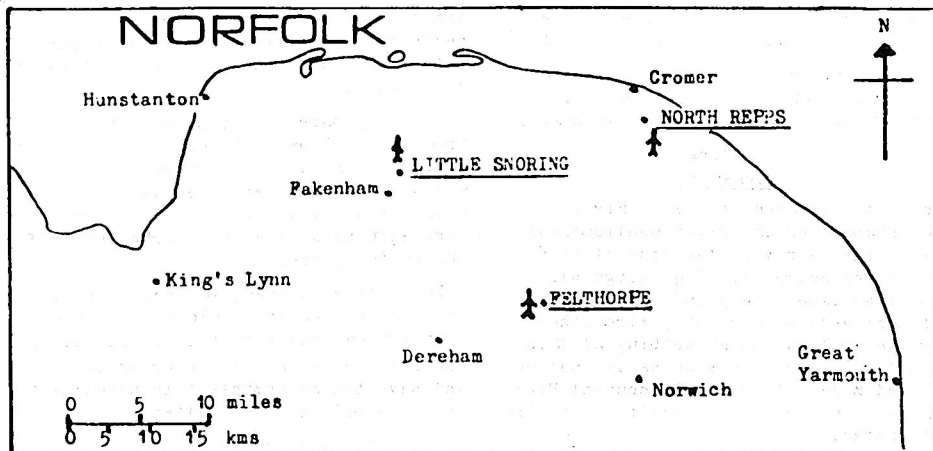 NORFOLK
N
Cromer
Hunstanton
NORTH REPPS
LITTLE SNORING
Fakenham
King's Lynn
FELTHORPE
Dereham
Great
Yarmouth
Norwich
0 5 10 miles
0 5 10 15 kms